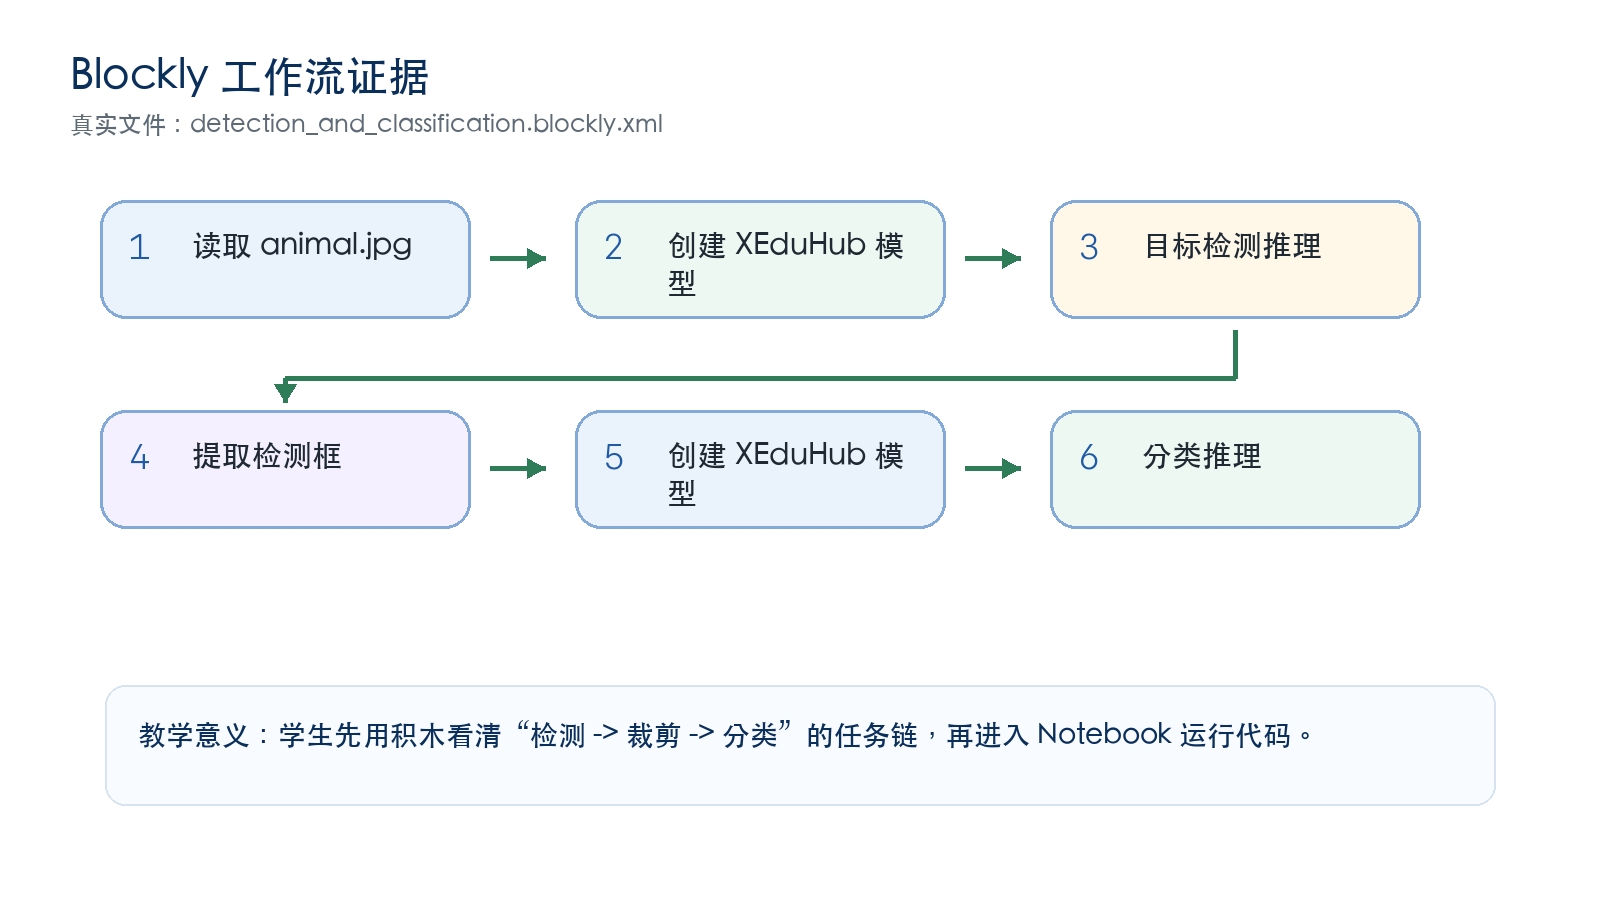 Blockly 工作流证据
真实文件：detection_and_classification.blockly.xml
1 读取 animal.jpg
2 创建 XEduHub 模
型
3 目标检测推理
4 提取检测框
5 创建 XEduHub 模
型
6 分类推理
教学意义：学生先用积木看清“检测 -> 裁剪 -> 分类”的任务链，再进入 Notebook 运行代码。